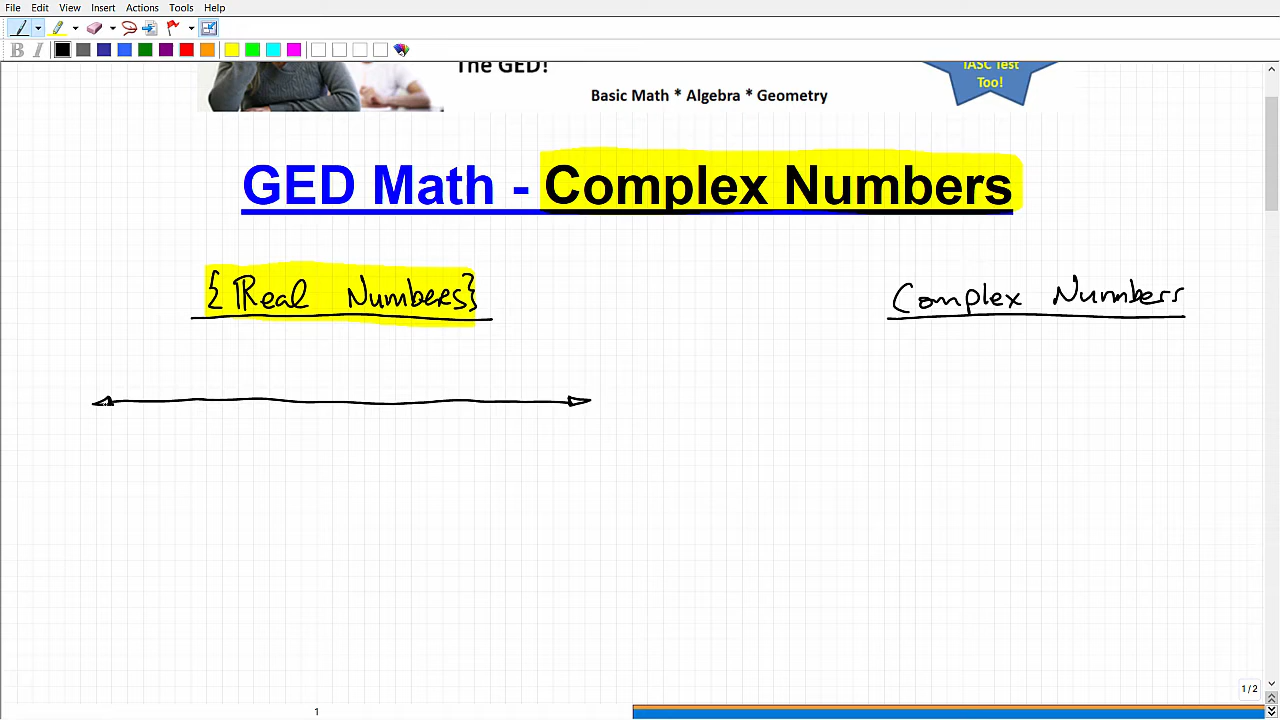 File Edit View Insert Actions Tools Help
B I
The GED!
TASC Test
Too!
Basic Math * Algebra * Geometry
GED Math - Complex Numbers
{Real Numbers}
Complex Numbers
1/2
1